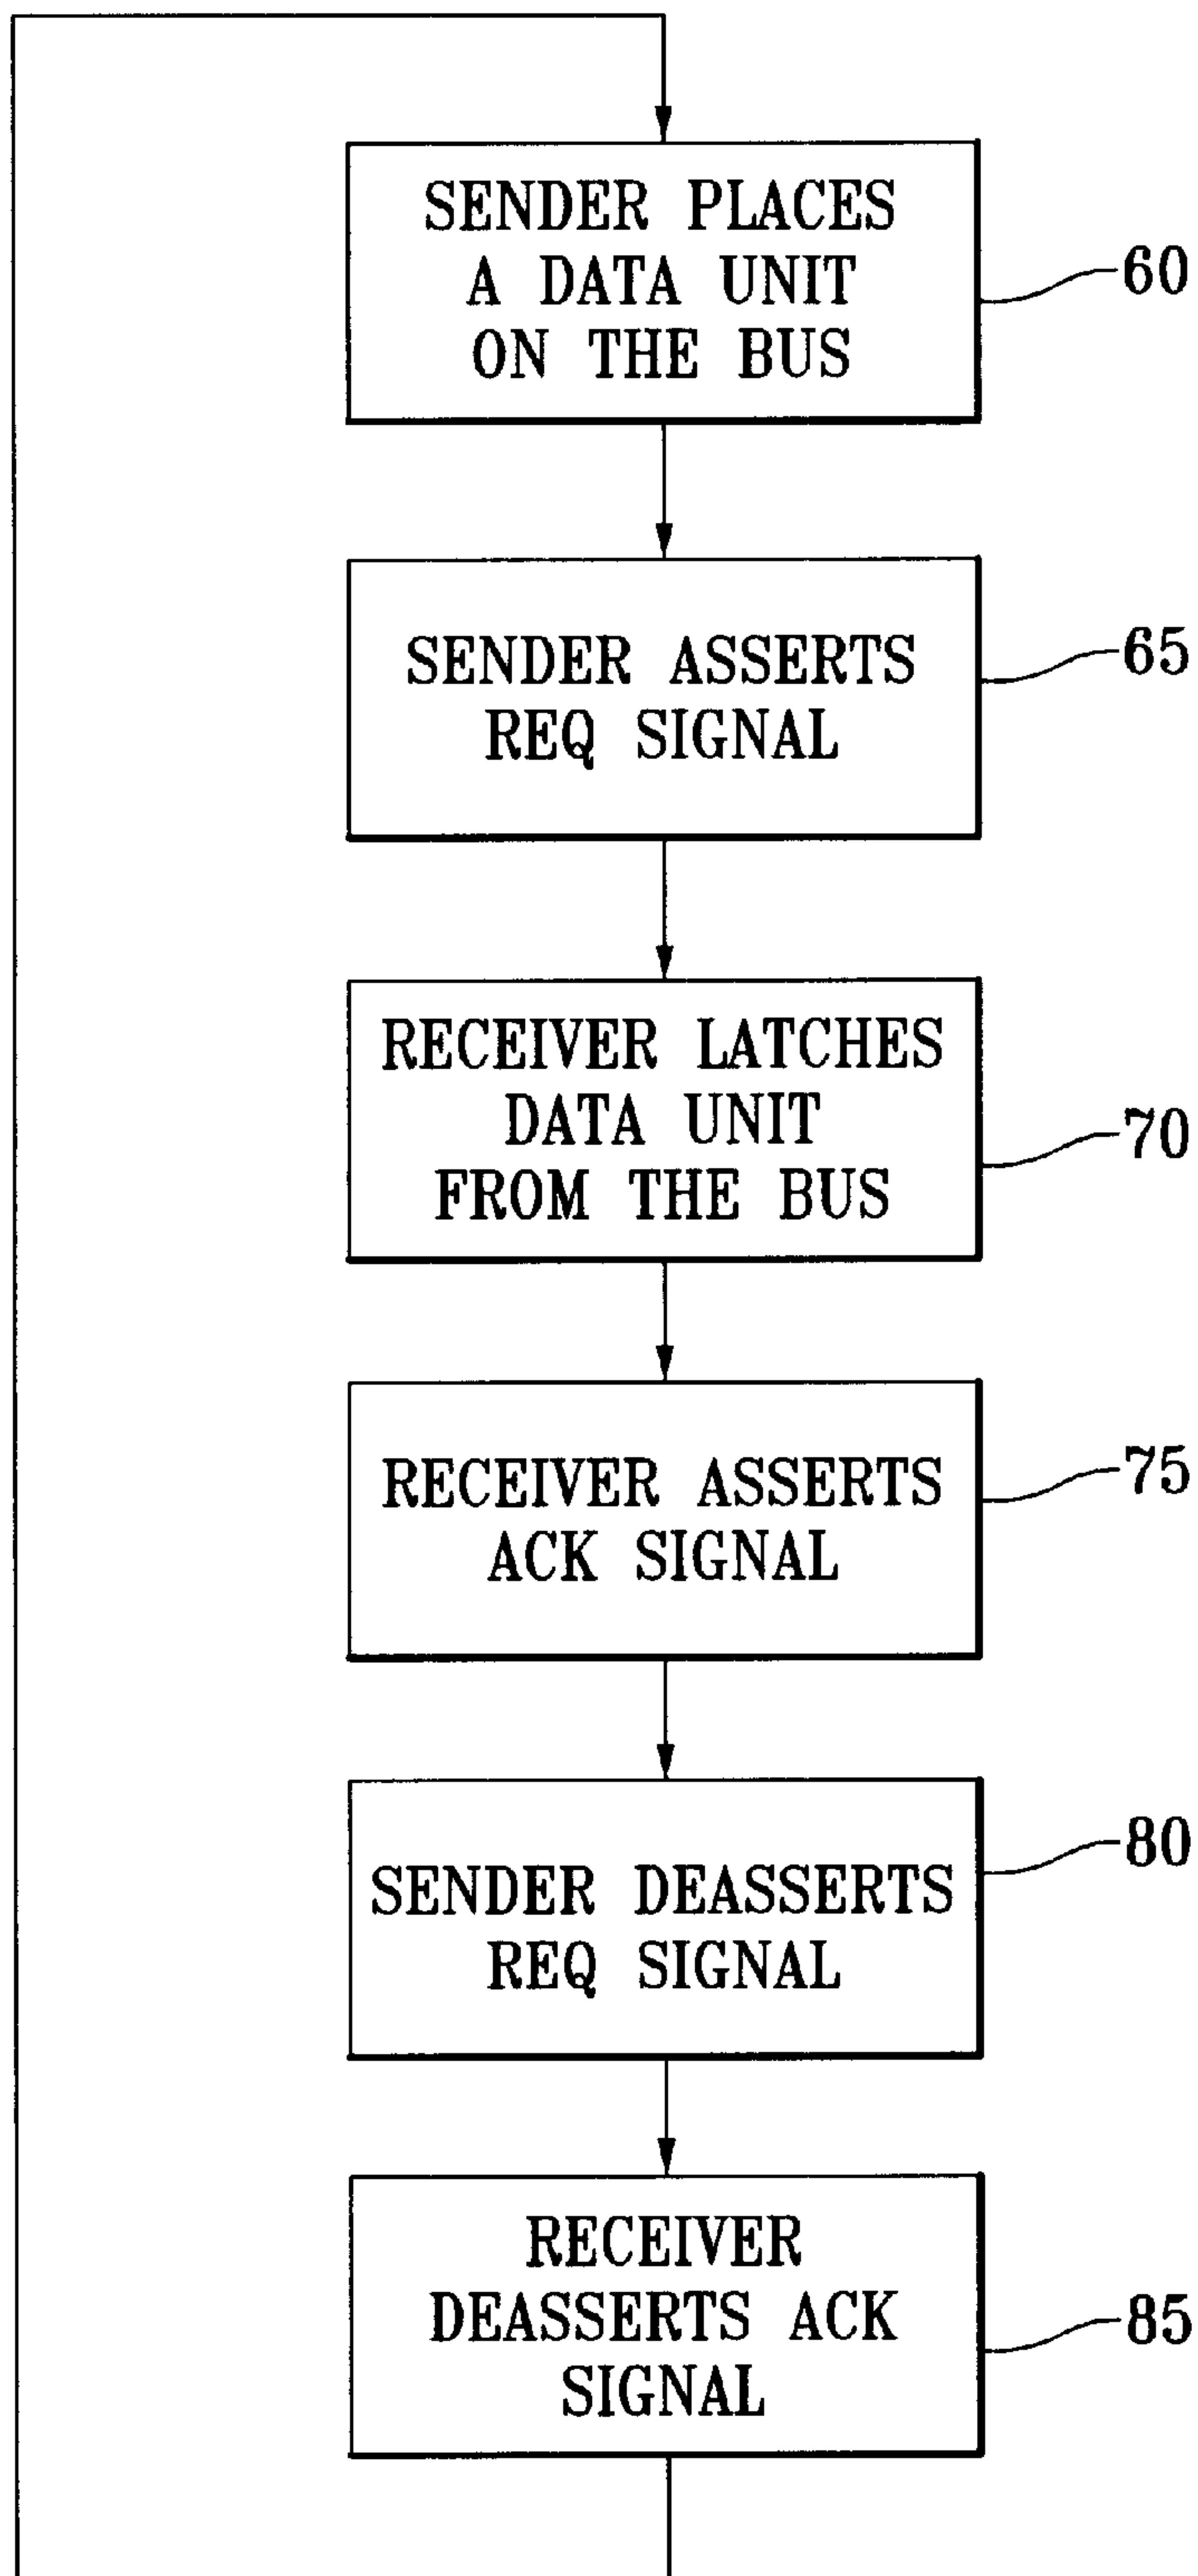 SENDER PLACES
A DATA UNIT
ON THE BUS
60
SENDER ASSERTS
REQ SIGNAL
65
RECEIVER LATCHES
DATA UNIT
FROM THE BUS
70
RECEIVER ASSERTS
ACK SIGNAL
75
SENDER DEASSERTS
REQ SIGNAL
80
RECEIVER
DEASSERTS ACK
SIGNAL
85